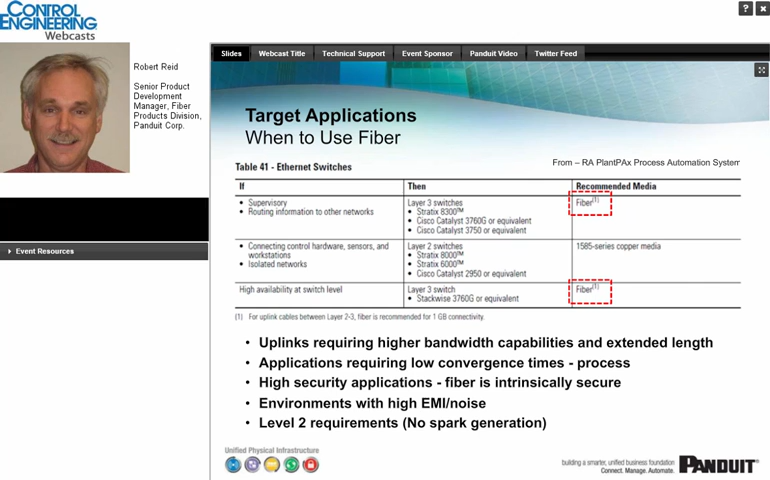 CONTROL
ENGINEERING
Webcasts
?
Robert Reid
Senior Product
Development
Manager, Fiber
Products Division,
Panduit Corp.
Event Resources
Slides
Webcast Title
Technical Support
Event Sponsor
Panduit Video
Twitter Feed
Target Applications
When to Use Fiber
Table 41 - Ethernet Switches
From – RA PlantPAx Process Automation System
If
Then
Recommended Media
• Supervisory
• Routing information to other networks
Layer 3 switches
• Stratix 8300™
• Cisco Catalyst 3760G or equivalent
• Cisco Catalyst 3750 or equivalent
Fiber(1)
• Connecting control hardware, sensors, and
workstations
• Isolated networks
Layer 2 switches
• Stratix 8000™
• Stratix 6000™
• Cisco Catalyst 2950 or equivalent
1585-series copper media
High availability at switch level
Layer 3 switch
• Stackwise 3760G or equivalent
Fiber(1)
(1) For uplink cables between Layer 2-3, fiber is recommended for 1 GB connectivity.
• Uplinks requiring higher bandwidth capabilities and extended length
• Applications requiring low convergence times - process
• High security applications - fiber is intrinsically secure
• Environments with high EMI/noise
• Level 2 requirements (No spark generation)
Unified Physical Infrastructure
building a smarter, unified business foundation
Connect. Manage. Automate.
PANDUIT